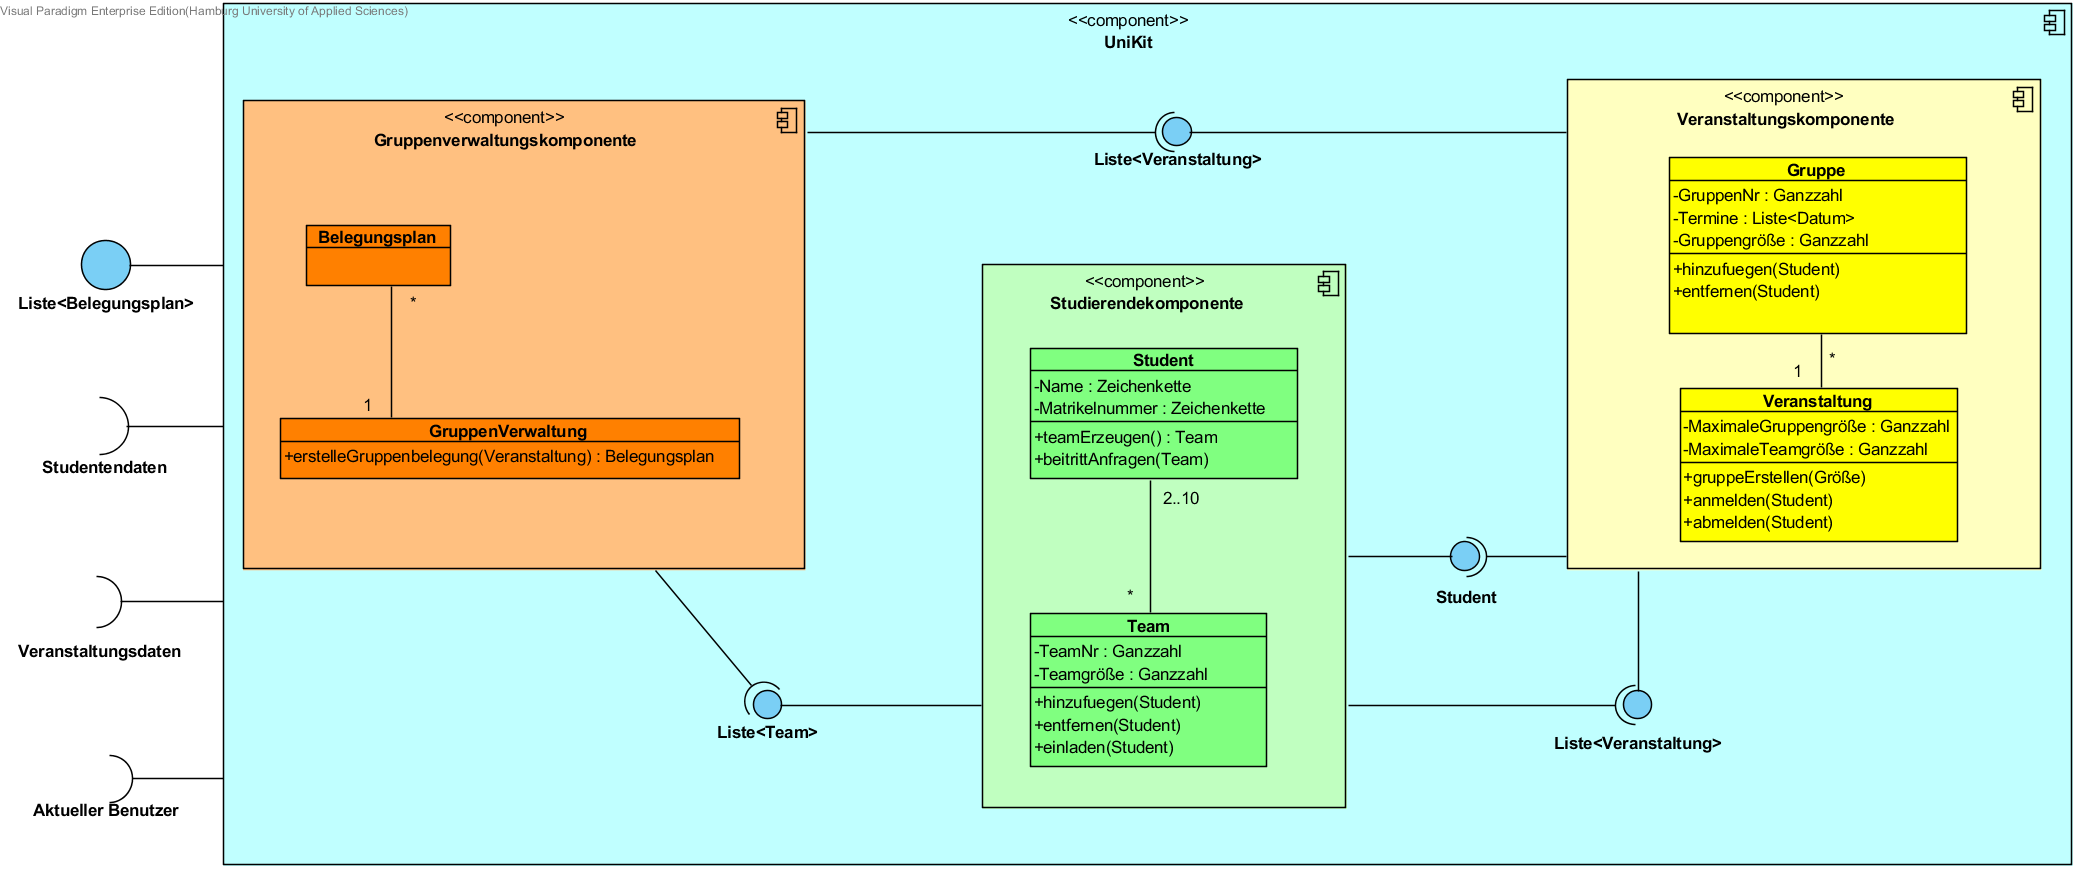 Visual Paradigm Enterprise Edition(Hamburg University of Applied Sciences)
<<component>>
UniKit
<<component>>
Gruppenverwaltungskomponente
Belegungsplan
*
1
GruppenVerwaltung
+erstelleGruppenbelegung(Veranstaltung) : Belegungsplan
Liste<Veranstaltung>
<<component>>
Veranstaltungskomponente
Gruppe
-GruppenNr : Ganzzahl
-Termine : Liste<Datum>
-Gruppengröße : Ganzzahl
+hinzufuegen(Student)
+entfernen(Student)
*
1
Veranstaltung
-MaximaleGruppengröße : Ganzzahl
-MaximaleTeamgröße : Ganzzahl
+gruppeErstellen(Größe)
+anmelden(Student)
+abmelden(Student)
<<component>>
Studierendekomponente
Student
-Name : Zeichenkette
-Matrikelnummer : Zeichenkette
+teamErzeugen() : Team
+beitrittAnfragen(Team)
2..10
*
Team
-TeamNr : Ganzzahl
-Teamgröße : Ganzzahl
+hinzufuegen(Student)
+entfernen(Student)
+einladen(Student)
Student
Liste<Team>
Liste<Veranstaltung>
Liste<Belegungsplan>
Studentendaten
Veranstaltungsdaten
Aktueller Benutzer